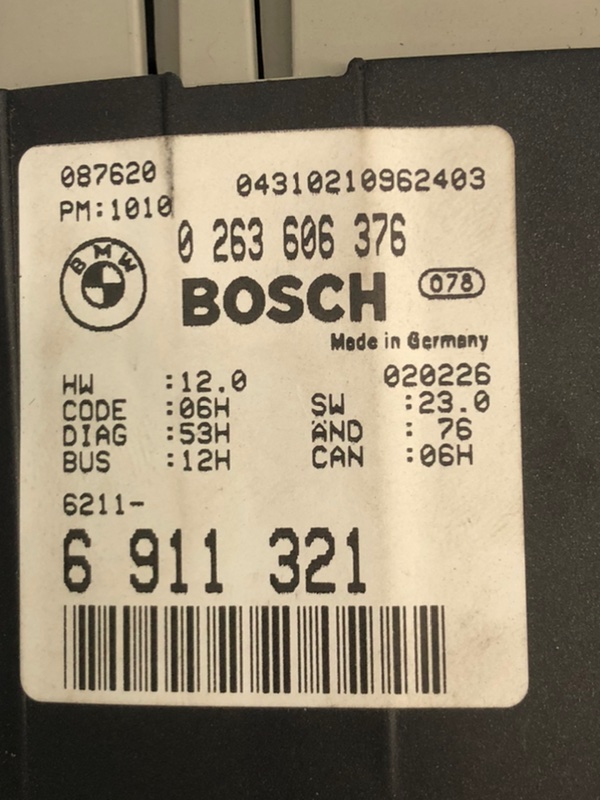 087620
04310210962403
PM:1010
0 263 606 376
BMW
BOSCH
078
Made in Germany
020226
HW :12.0
CODE :06H SW :23.0
DIAG :53H AND : 76
BUS :12H CAN :06H
6211-
6 911 321